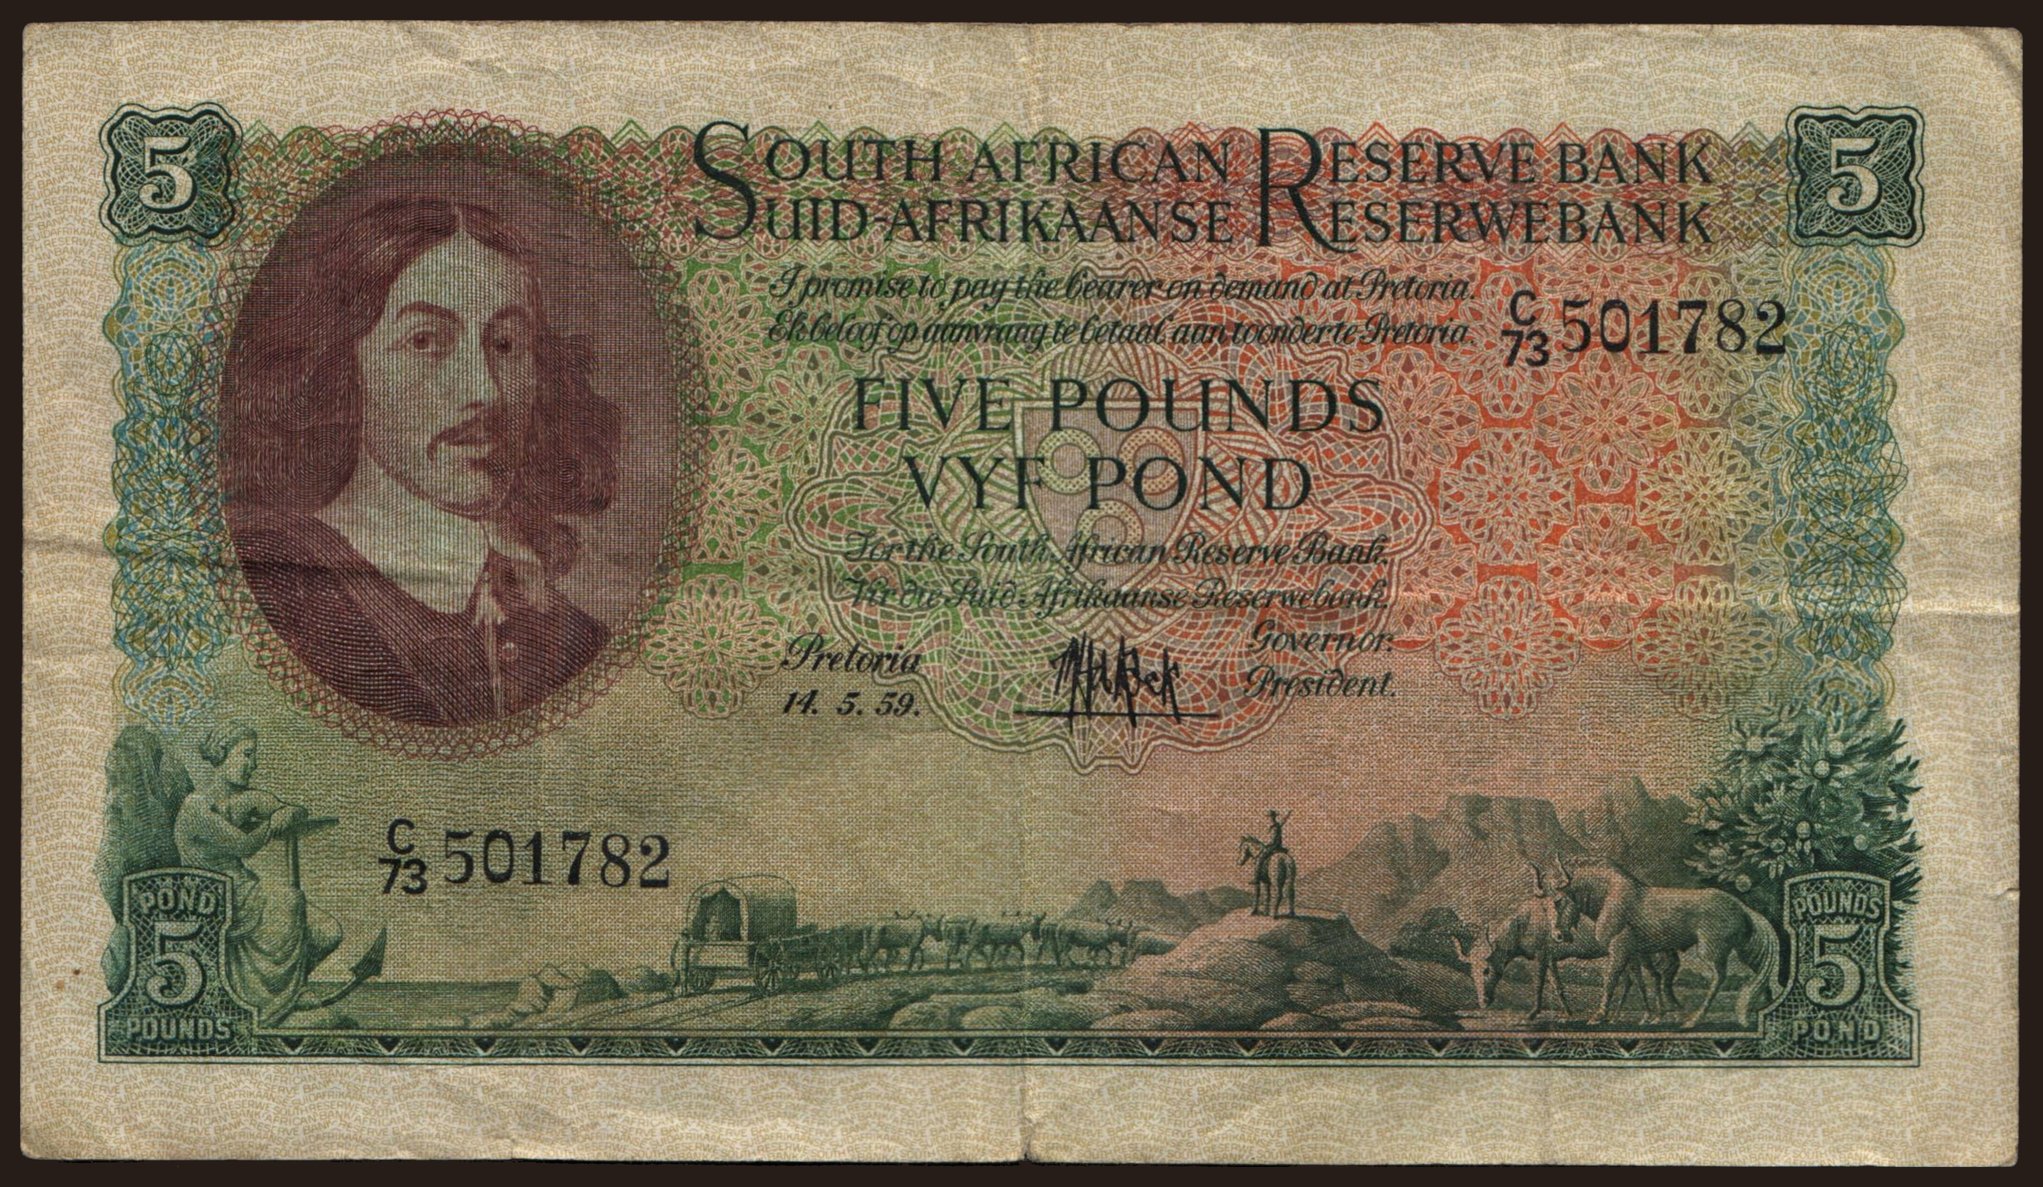 5
5
SOUTH AFRICAN RESERVE BANK
SUID-AFRIKAANSE RESERWEBANK
I promise to pay the bearer on demand at Pretoria.
Ek beloof op aanvraag te betaal aan toonder te Pretoria.
C/73 501782
FIVE POUNDS
VYF POND
For the South African Reserve Bank.
Vir die Suid-Afrikaanse Reserwebank.
Pretoria
14. 5. 59.
Governor.
President.
C/73 501782
POND
5
POUNDS
POUNDS
5
POND